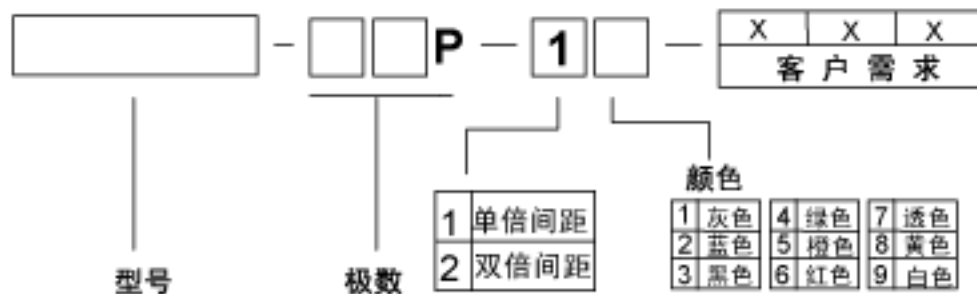 P — 1 — X X X
客户需求
颜色
1 单倍间距
2 双倍间距
1 灰色 4 绿色 7 透色
2 蓝色 5 橙色 8 黄色
3 黑色 6 红色 9 白色
型号 极数